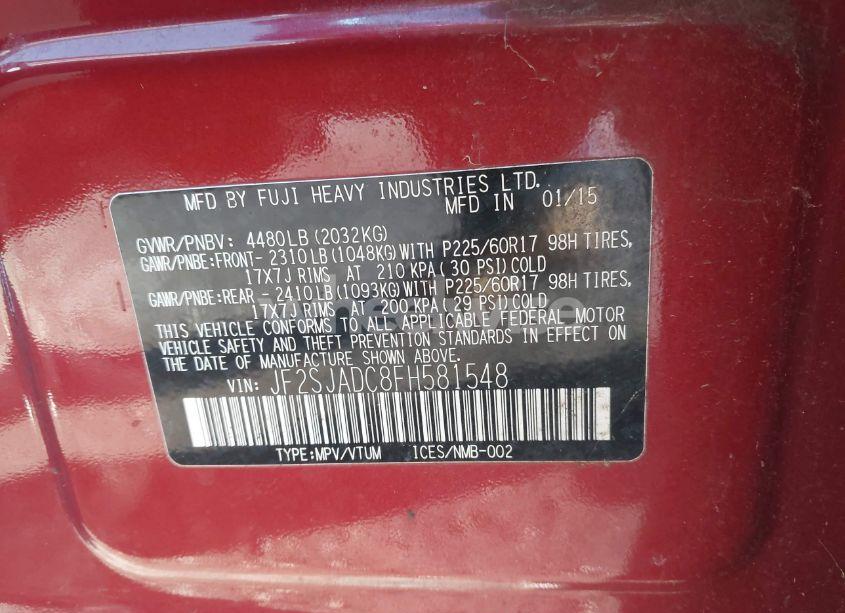 MFD BY FUJI HEAVY INDUSTRIES LTD.
MFD IN 01/15
GVWR/PNBV: 4480LB(2032KG)
GAWR/PNBE:FRONT- 2310LB(1048KG)WITH P225/60R17 98H TIRES,
17X7J RIMS AT 210 KPA(30 PSI)COLD
GAWR/PNBE:REAR - 2410LB(1093KG)WITH P225/60R17 98H TIRES,
17X7J RIMS AT 200 KPA(29 PSI)COLD
THIS VEHICLE CONFORMS TO ALL APPLICABLE FEDERAL MOTOR
VEHICLE SAFETY AND THEFT PREVENTION STANDARDS IN EFFECT ON
THE DATE OF MANUFACTURE SHOWN ABOVE.
VIN: JF2SJADC8FH581548
TYPE:MPV/VTUM ICES/NMB-002